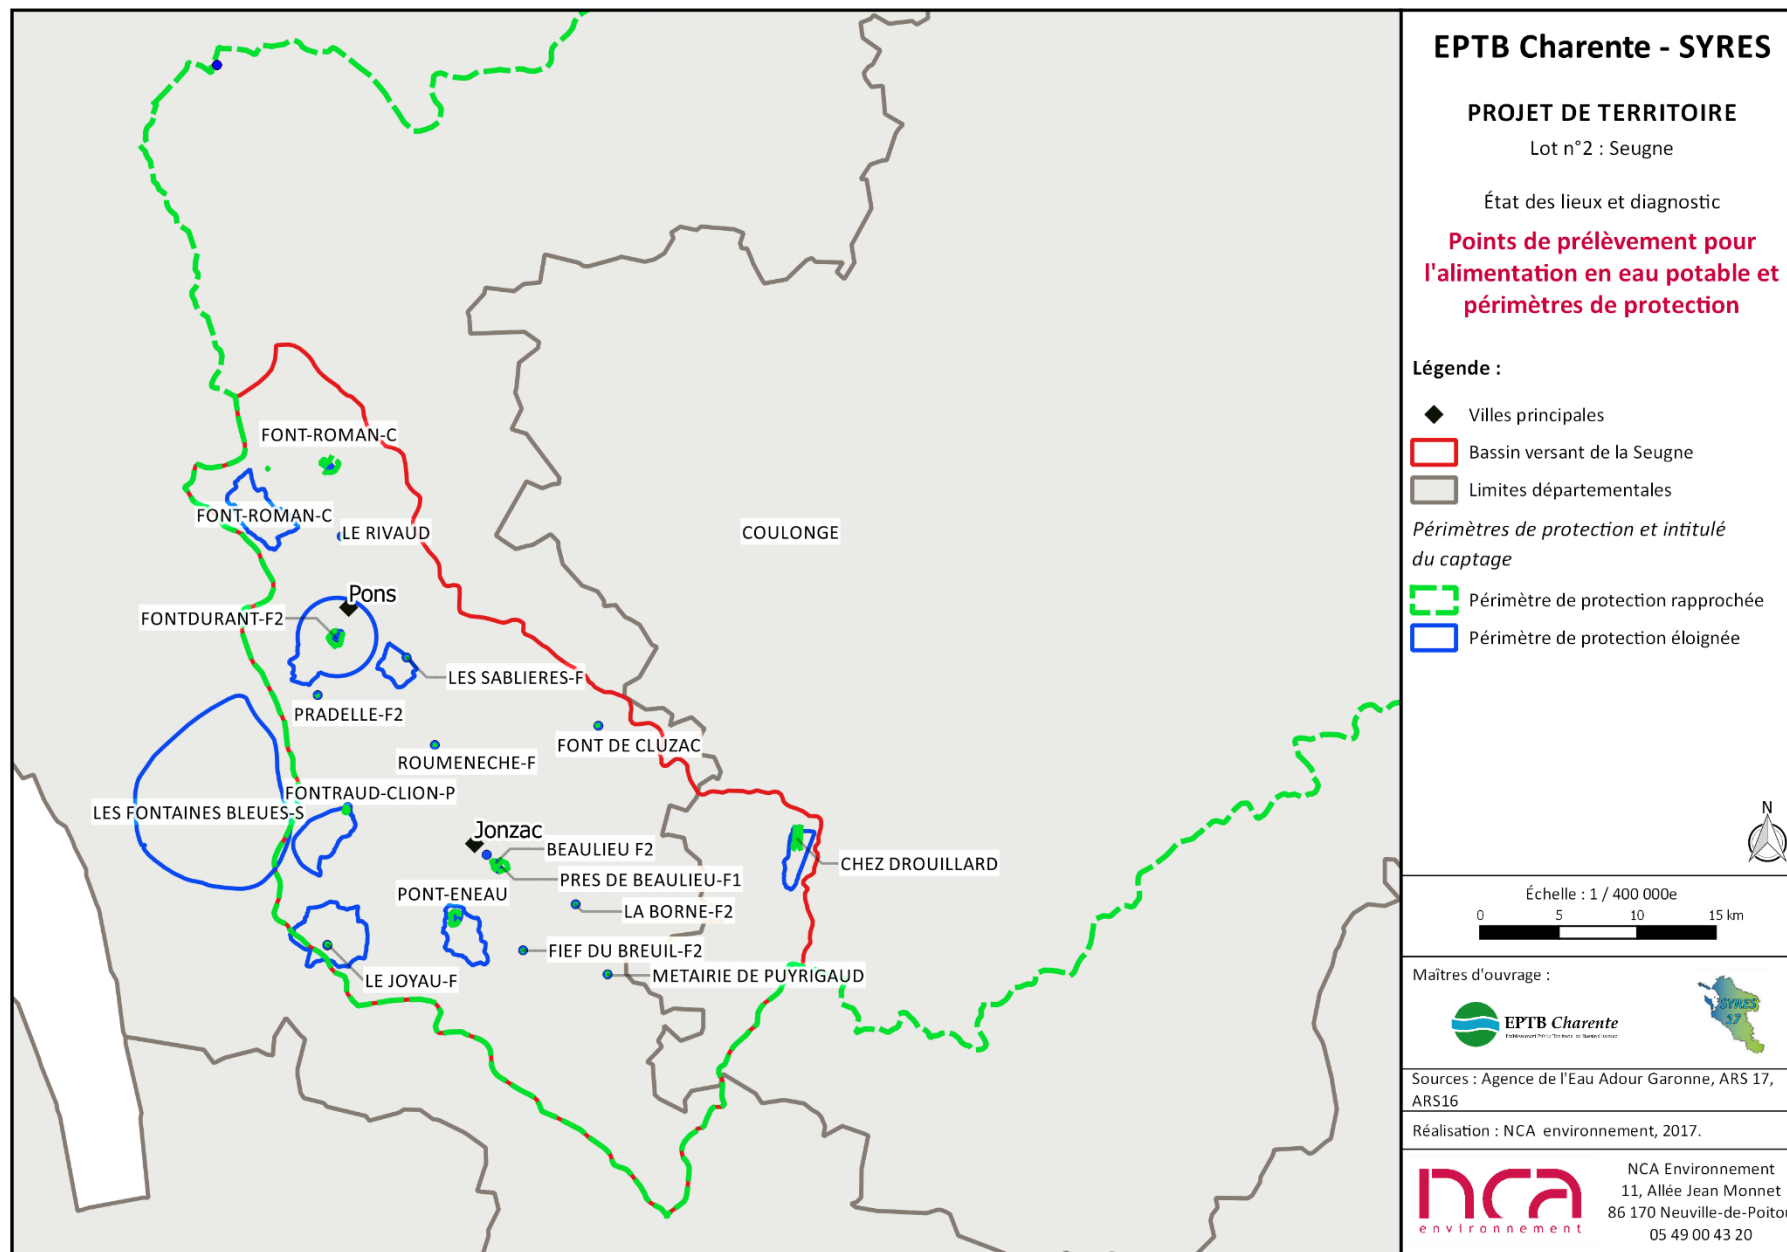 EPTB Charente - SYRES
PROJET DE TERRITOIRE
Lot n°2 : Seugne
État des lieux et diagnostic
Points de prélèvement pour
l'alimentation en eau potable et
périmètres de protection
Légende :
Villes principales
Bassin versant de la Seugne
Limites départementales
Périmètres de protection et intitulé
du captage
Périmètre de protection rapprochée
Périmètre de protection éloignée
N
Échelle : 1 / 400 000e
0 5 10 15 km
Maîtres d'ouvrage :
EPTB Charente
SYRES
17
Sources : Agence de l'Eau Adour Garonne, ARS 17,
ARS16
Réalisation : NCA environnement, 2017.
nca
environnement
NCA Environnement
11, Allée Jean Monnet
86 170 Neuville-de-Poitou
05 49 00 43 20
FONT-ROMAN-C
FONT-ROMAN-C
LE RIVAUD
COULONGE
Pons
FONTDURANT-F2
LES SABLIERES-F
PRADELLE-F2
FONT DE CLUZAC
ROUMENECHE-F
FONTRAUD-CLION-P
LES FONTAINES BLEUES-S
Jonzac
BEAULIEU F2
CHEZ DROUILLARD
PRES DE BEAULIEU-F1
PONT-ENEAU
LA BORNE-F2
FIEF DU BREUIL-F2
METAIRIE DE PUYRIGAUD
LE JOYAU-F